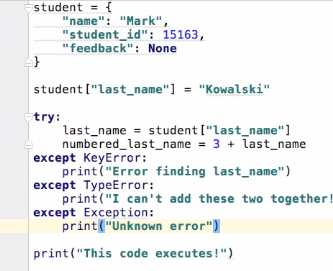 student = {
    "name": "Mark",
    "student_id": 15163,
    "feedback": None
}
student["last_name"] = "Kowalski"
try:
    last_name = student["last_name"]
    numbered_last_name = 3 + last_name
except KeyError:
    print("Error finding last_name")
except TypeError:
    print("I can't add these two together!
except Exception:
    print("Unknown error")
print("This code executes!")